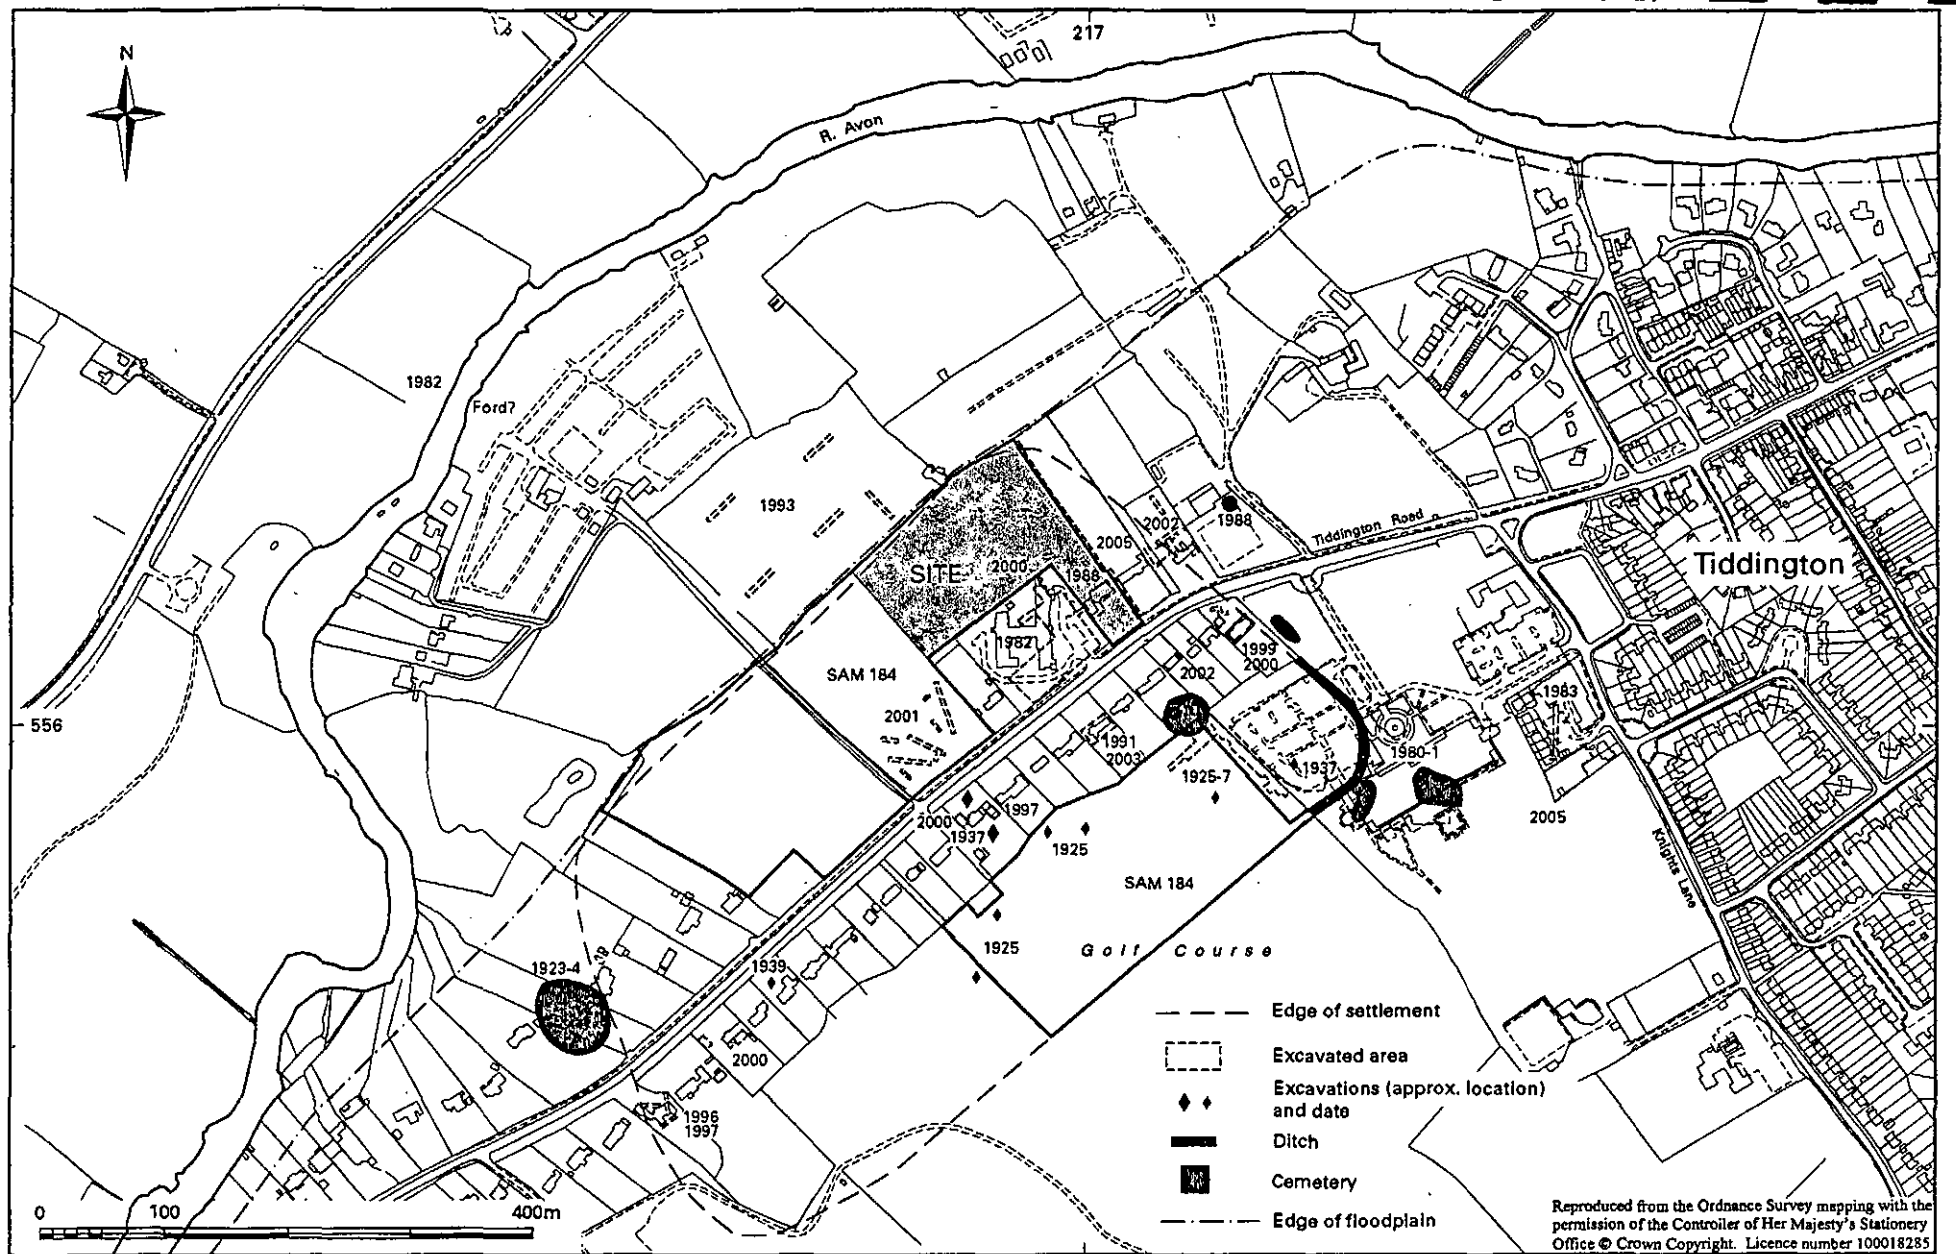 217
N
R. Avon
1982
Ford?
1993
2002
1988
Tiddington Road
2005
Tiddington
SITE
2000
1988
1982
1999
2000
SAM 184
2002
1983
2001
556
1991
2003
1980-1
1925-7
1937
1997
2000
1937
1925
2005
Knights Lane
SAM 184
1925
Golf Course
1923-4
1939
2000
1996
1997
Edge of settlement
Excavated area
Excavations (approx. location)
and date
Ditch
Cemetery
Edge of floodplain
0 100 400m
Reproduced from the Ordnance Survey mapping with the
permission of the Controller of Her Majesty's Stationery
Office © Crown Copyright. Licence number 100018285